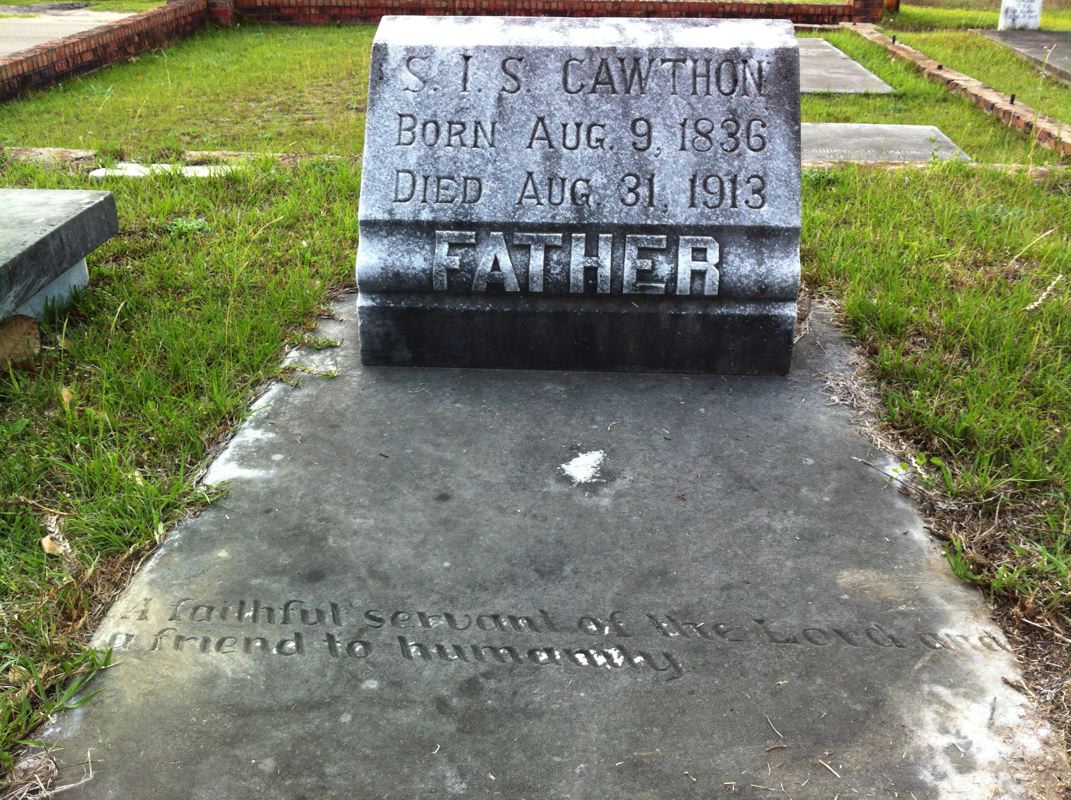 S. I. S. CAWTHON
BORN AUG. 9, 1836
DIED AUG. 31, 1913
FATHER
A faithful servant of the Lord and
a friend to humanity